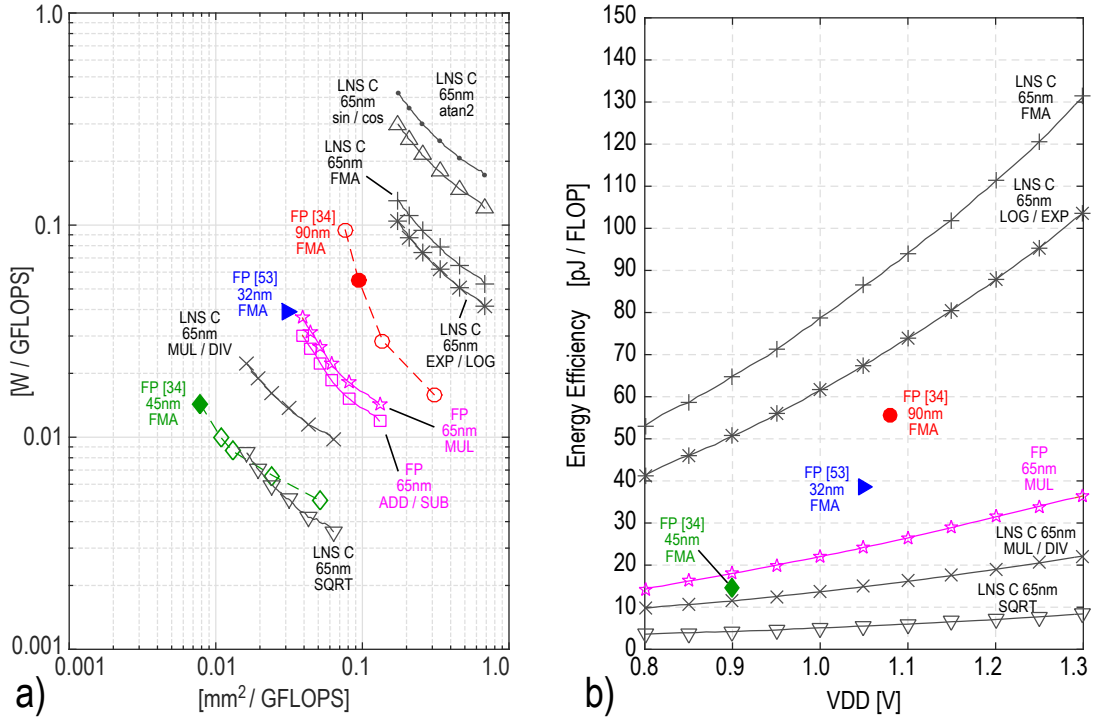 1.0
0.1
0.01
0.001
[W / GFLOPS]
0.001
0.01
0.1
1.0
[mm2 / GFLOPS]
a)
LNS C
65nm
sin / cos
LNS C
65nm
atan2
LNS C
65nm
FMA
FP [34]
90nm
FMA
FP [53]
32nm
FMA
LNS C
65nm
MUL / DIV
LNS C
65nm
EXP / LOG
FP [34]
45nm
FMA
FP
65nm
MUL
FP
65nm
ADD / SUB
LNS C
65nm
SQRT
150
140
130
120
110
100
90
80
70
60
50
40
30
20
10
0
Energy Efficiency [pJ / FLOP]
0.8
0.9
1.0
1.1
1.2
1.3
VDD [V]
b)
LNS C
65nm
FMA
LNS C
65nm
LOG / EXP
FP [34]
90nm
FMA
FP [53]
32nm
FMA
FP
65nm
MUL
FP [34]
45nm
FMA
LNS C 65nm
MUL / DIV
LNS C 65nm
SQRT